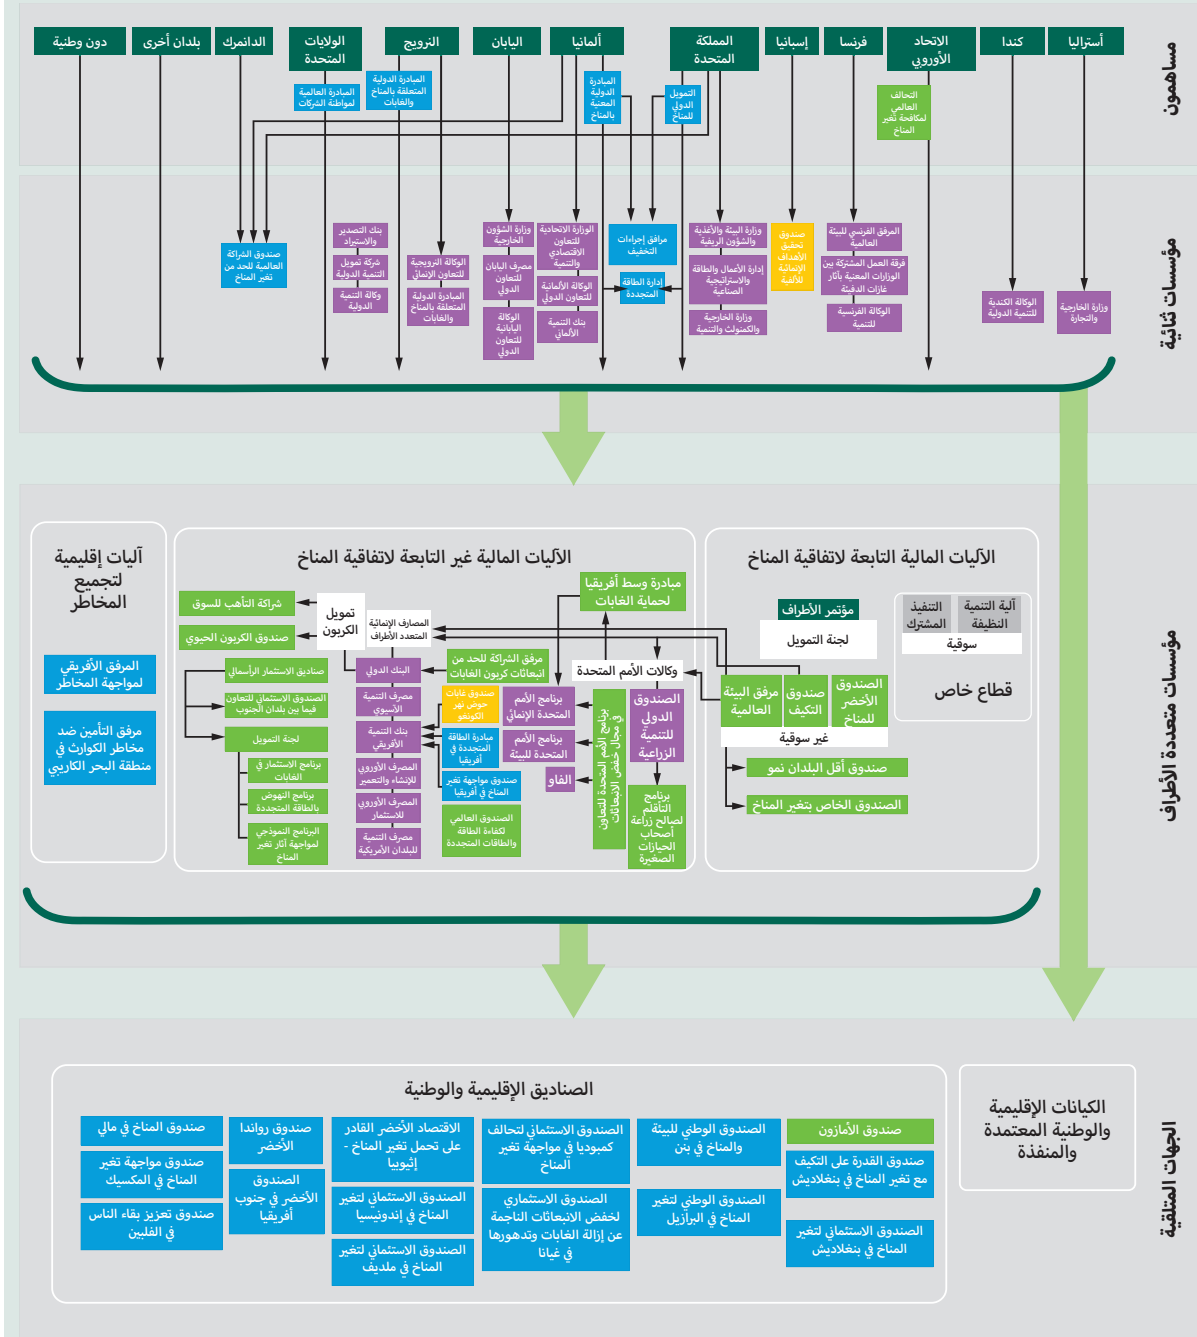 مساهمون
أستراليا
كندا
الاتحاد
الأوروبي
فرنسا
إسبانيا
المملكة
المتحدة
ألمانيا
اليابان
النرويج
الولايات
المتحدة
الدانمرك
بلدان أخرى
دون وطنية
التحالف
العالمي
لمكافحة تغير
المناخ
التمويل
الدولي
للمناخ
المبادرة
الدولية
المعنية
بالمناخ
المبادرة الدولية
المتعلقة بالمناخ
والغابات
المبادرة العالمية
لمواطنة الشركات
مؤسسات ثنائية
وزارة الخارجية
والتجارة
الوكالة الكندية
للتنمية الدولية
المرفق الفرنسي للبيئة
العالمية
فرقة العمل المشتركة بين
الوزارات المعنية بآثار
غازات الدفيئة
الوكالة الفرنسية
للتنمية
صندوق
تحقيق
الأهداف
الإنمائية
للألفية
وزارة البيئة والأغذية
والشؤون الريفية
إدارة الأعمال والطاقة
والاستراتيجية
الصناعية
وزارة الخارجية
والكمنولث والتنمية
مرافق إجراءات
التخفيف
إدارة الطاقة
المتجددة
الوزارة الاتحادية
للتعاون
الاقتصادي
والتنمية
الوكالة الألمانية
للتعاون الدولي
بنك التنمية
الألماني
وزارة الشؤون
الخارجية
مصرف اليابان
للتعاون
الدولي
الوكالة
اليابانية
للتعاون
الدولي
الوكالة النرويجية
للتعاون الإنمائي
المبادرة الدولية
المتعلقة بالمناخ
والغابات
بنك التصدير
والاستيراد
شركة تمويل
التنمية الدولية
وكالة التنمية
الدولية
صندوق الشراكة
العالمية للحد من
تغير المناخ
مؤسسات متعددة الأطراف
الآليات المالية التابعة لاتفاقية المناخ
آلية التنمية
النظيفة
التنفيذ
المشترك
سوقية
قطاع خاص
مؤتمر الأطراف
لجنة التمويل
الصندوق
الأخضر
للمناخ
صندوق
التكيف
مرفق البيئة
العالمية
غير سوقية
صندوق أقل البلدان نمو
الصندوق الخاص بتغير المناخ
الآليات المالية غير التابعة لاتفاقية المناخ
مبادرة وسط أفريقيا
لحماية الغابات
وكالات الأمم المتحدة
الصندوق
الدولي
للتنمية
الزراعية
برنامج
التأقلم
لصالح زراعة
أصحاب
الحيازات
الصغيرة
برنامج الأمم المتحدة للتعاون
في مجال خفض الانبعاثات
برنامج الأمم
المتحدة الإنمائي
برنامج الأمم
المتحدة للبيئة
الفاو
المصارف الإنمائية
المتعدد الأطراف
مرفق الشراكة للحد من
انبعاثات كربون الغابات
صندوق غابات
حوض نهر
الكونغو
مبادرة الطاقة
المتجددة في
أفريقيا
صندوق مواجهة تغير
المناخ في أفريقيا
الصندوق العالمي
لكفاءة الطاقة
والطاقات المتجددة
البنك الدولي
مصرف التنمية
الآسيوي
بنك التنمية
الأفريقي
المصرف الأوروبي
للإنشاء والتعمير
المصرف الأوروبي
للاستثمار
مصرف التنمية
للبلدان الأمريكية
تمويل
الكربون
شراكة التأهب للسوق
صندوق الكربون الحيوي
صناديق الاستثمار الرأسمالي
الصندوق الاستئماني للتعاون
فيما بين بلدان الجنوب
لجنة التمويل
برنامج الاستثمار في
الغابات
برنامج النهوض
بالطاقة المتجددة
البرنامج النموذجي
لمواجهة آثار تغير
المناخ
آليات إقليمية
لتجميع
المخاطر
المرفق الأفريقي
لمواجهة المخاطر
مرفق التأمين ضد
مخاطر الكوارث في
منطقة البحر الكاريبي
الجهات المتلقية
الكيانات الإقليمية
والوطنية المعتمدة
والمنفذة
الصناديق الإقليمية والوطنية
صندوق الأمازون
صندوق القدرة على التكيف
مع تغير المناخ في بنغلاديش
الصندوق الاستئماني لتغير
المناخ في بنغلاديش
الصندوق الوطني للبيئة
والمناخ في بنن
الصندوق الوطني لتغير
المناخ في البرازيل
الصندوق الاستئماني لتحالف
كمبوديا في مواجهة تغير
المناخ
الصندوق الاستثماري
لخفض الانبعاثات الناجمة
عن إزالة الغابات وتدهورها
في غيانا
الاقتصاد الأخضر القادر
على تحمل تغير المناخ -
إثيوبيا
الصندوق الاستئماني لتغير
المناخ في إندونيسيا
الصندوق الاستئماني لتغير
المناخ في ملديف
صندوق رواندا
الأخضر
الصندوق
الأخضر في جنوب
أفريقيا
صندوق المناخ في مالي
صندوق مواجهة تغير
المناخ في المكسيك
صندوق تعزيز بقاء الناس
في الفلبين